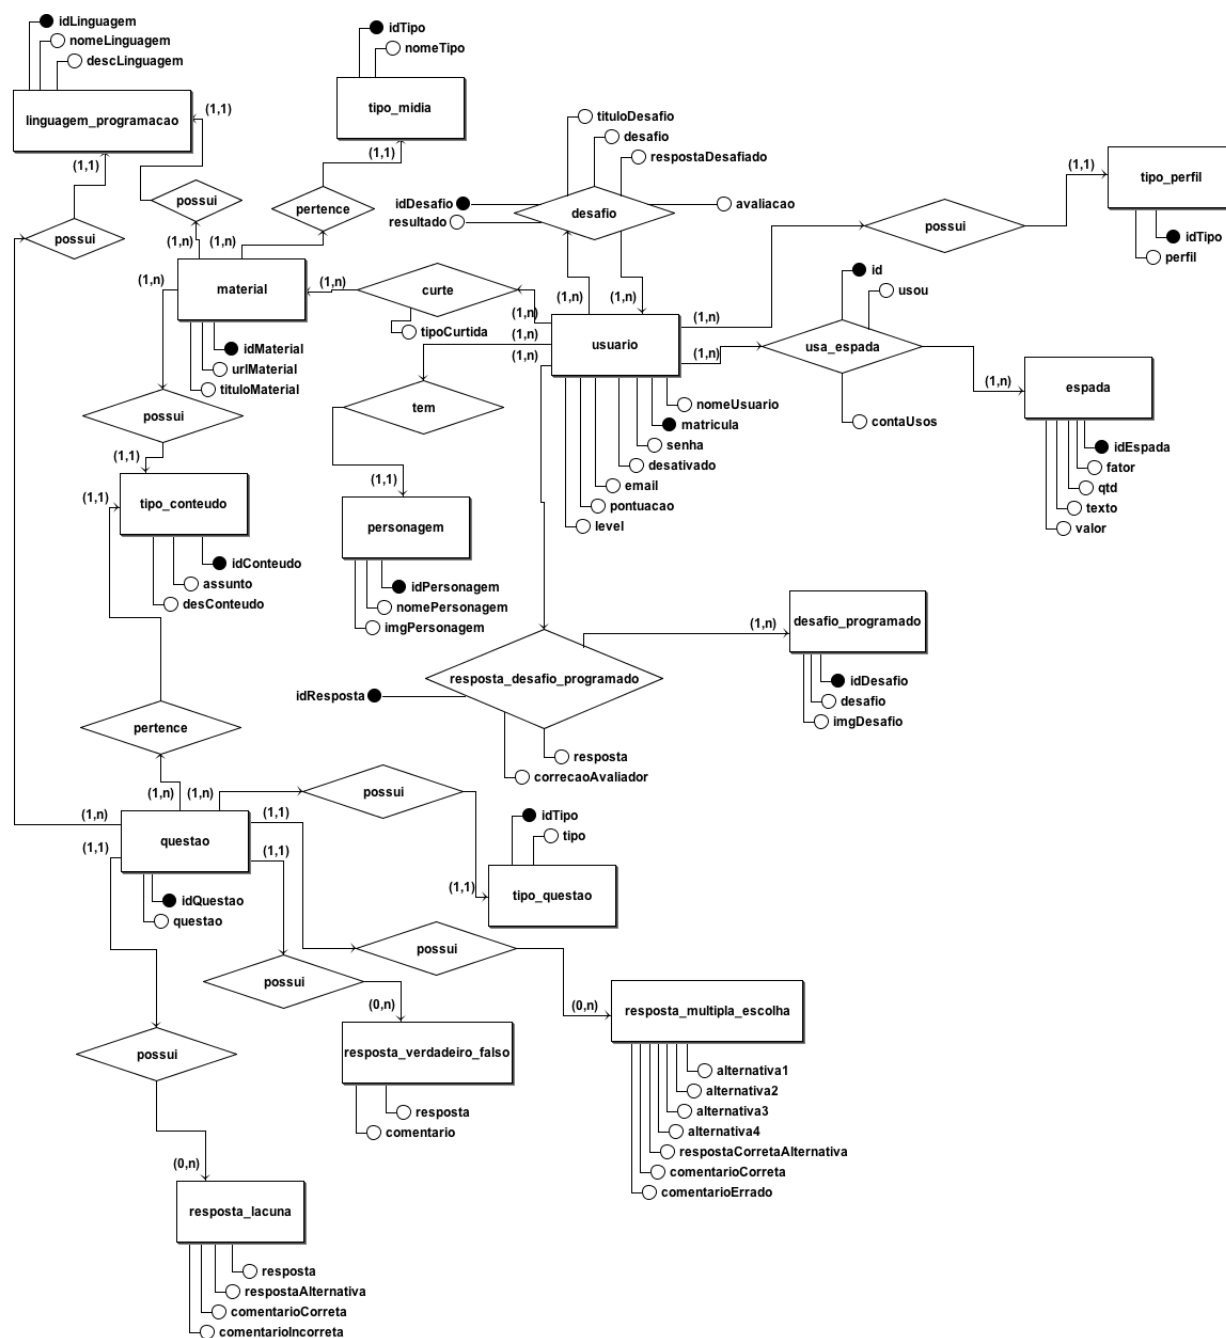 idLinguagem
nomeLinguagem
descLinguagem
linguagem_programacao
(1,1)
(1,1)
possui
possui
idTipo
nomeTipo
tipo_midia
(1,1)
pertence
(1,n)
(1,n)
(1,n)
material
idMaterial
urlMaterial
tituloMaterial
(1,n)
curte
tipoCurtida
(1,n)
tituloDesafio
desafio
respostaDesafiado
idDesafio
resultado
desafio
avaliacao
(1,n)
(1,n)
usuario
(1,n)
(1,n)
(1,n)
nomeUsuario
matricula
senha
desativado
email
pontuacao
level
possui
(1,1)
tipo_perfil
idTipo
perfil
id
usou
usa_espada
contaUsos
(1,n)
espada
idEspada
fator
qtd
texto
valor
possui
(1,1)
(1,1)
tipo_conteudo
idConteudo
assunto
desConteudo
tem
(1,1)
personagem
idPersonagem
nomePersonagem
imgPersonagem
resposta_desafio_programado
idResposta
resposta
correcaoAvaliador
(1,n)
desafio_programado
idDesafio
desafio
imgDesafio
pertence
(1,n)
(1,n)
(1,n)
(1,1)
(1,1)
(1,1)
questao
idQuestao
questao
possui
idTipo
tipo
(1,1)
tipo_questao
possui
(0,n)
resposta_multipla_escolha
alternativa1
alternativa2
alternativa3
alternativa4
respostaCorretaAlternativa
comentarioCorreta
comentarioErrado
possui
(0,n)
resposta_verdadeiro_falso
resposta
comentario
possui
(0,n)
resposta_lacuna
resposta
respostaAlternativa
comentarioCorreta
comentarioIncorreta